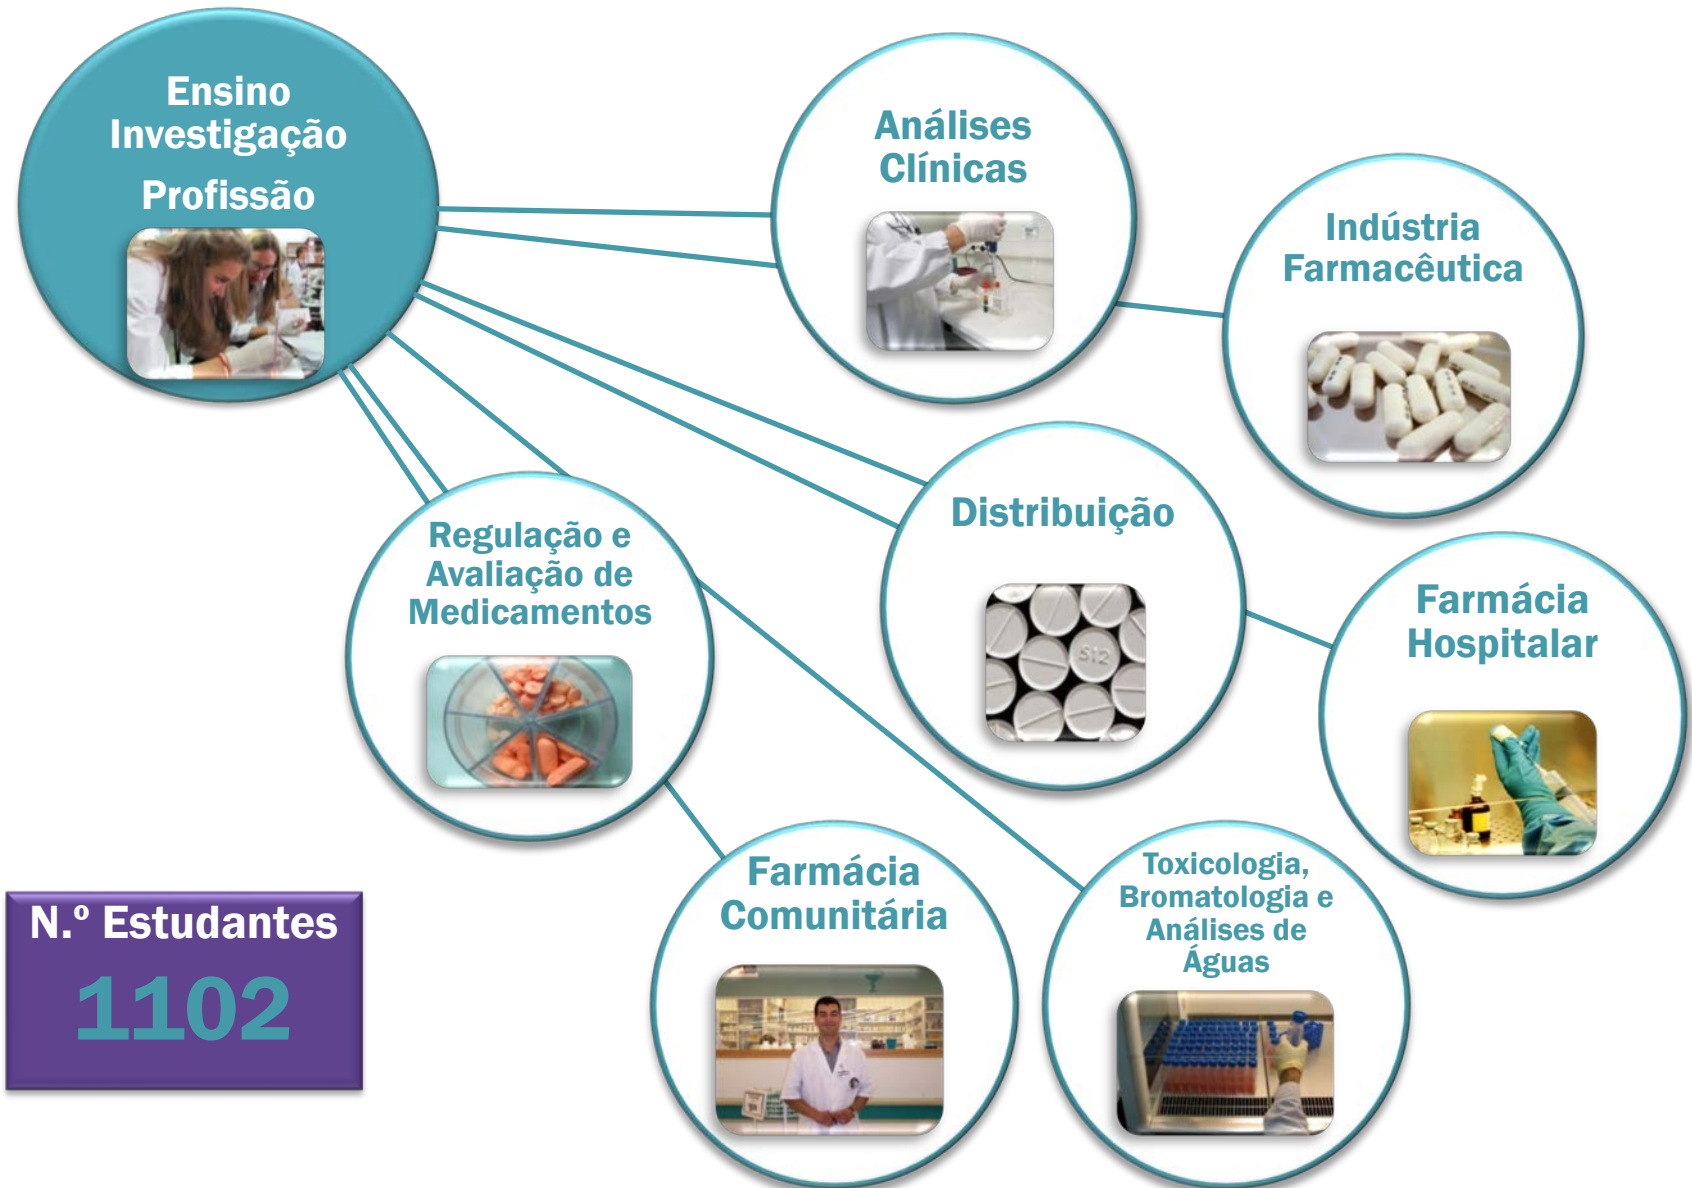 Ensino
Investigação
Profissão
Análises
Clínicas
Indústria
Farmacêutica
Distribuição
Regulação e
Avaliação de
Medicamentos
Farmácia
Hospitalar
Farmácia
Comunitária
Toxicologia,
Bromatologia e
Análises de
Águas
N.º Estudantes
1102
512